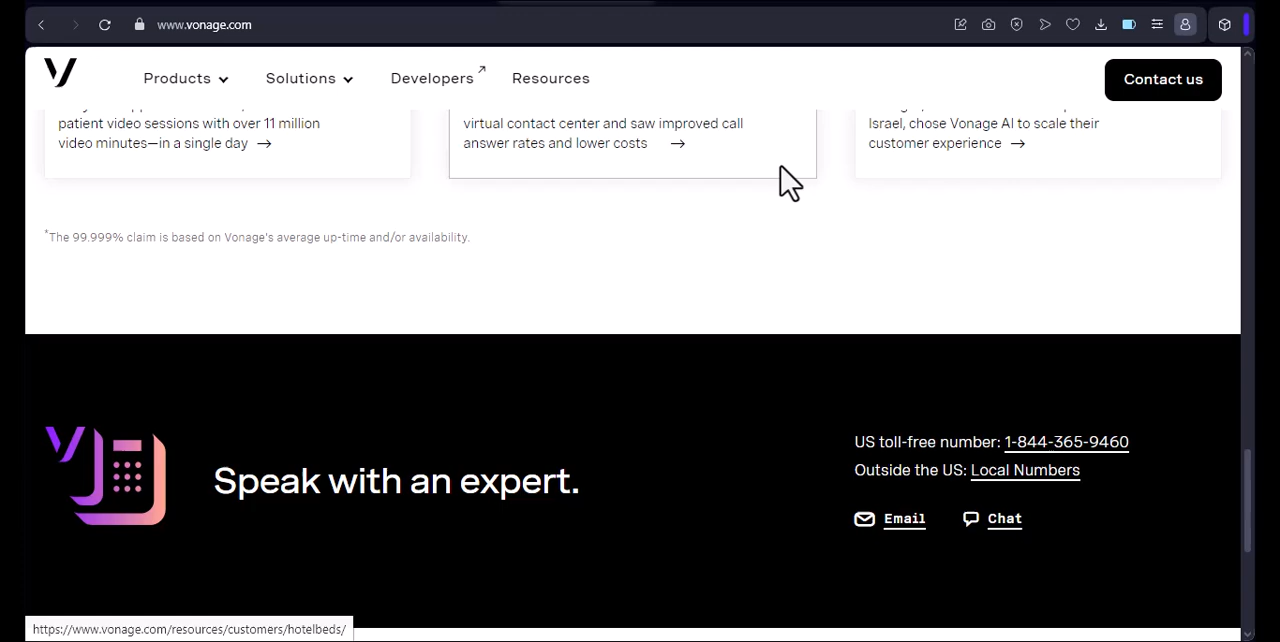 www.vonage.com
Products
Solutions
Developers
Resources
Contact us
patient video sessions with over 11 million
video minutes—in a single day →
virtual contact center and saw improved call
answer rates and lower costs →
Israel, chose Vonage AI to scale their
customer experience →
*The 99.999% claim is based on Vonage's average up-time and/or availability.
Speak with an expert.
US toll-free number: 1-844-365-9460
Outside the US: Local Numbers
Email
Chat
https://www.vonage.com/resources/customers/hotelbeds/